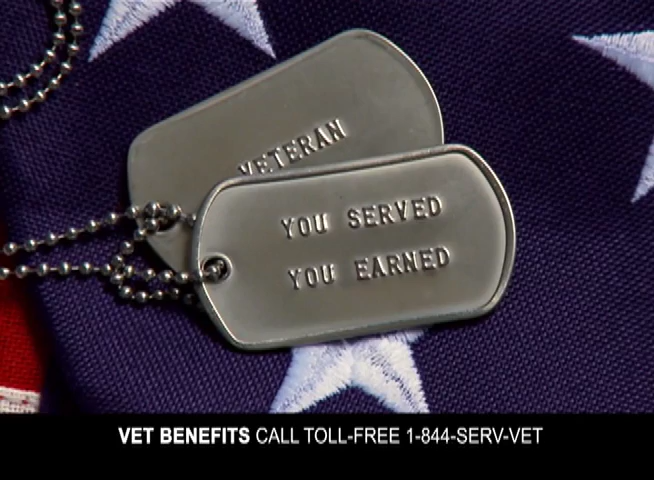 VETERAN
YOU SERVED
YOU EARNED
VET BENEFITS CALL TOLL-FREE 1-844-SERV-VET